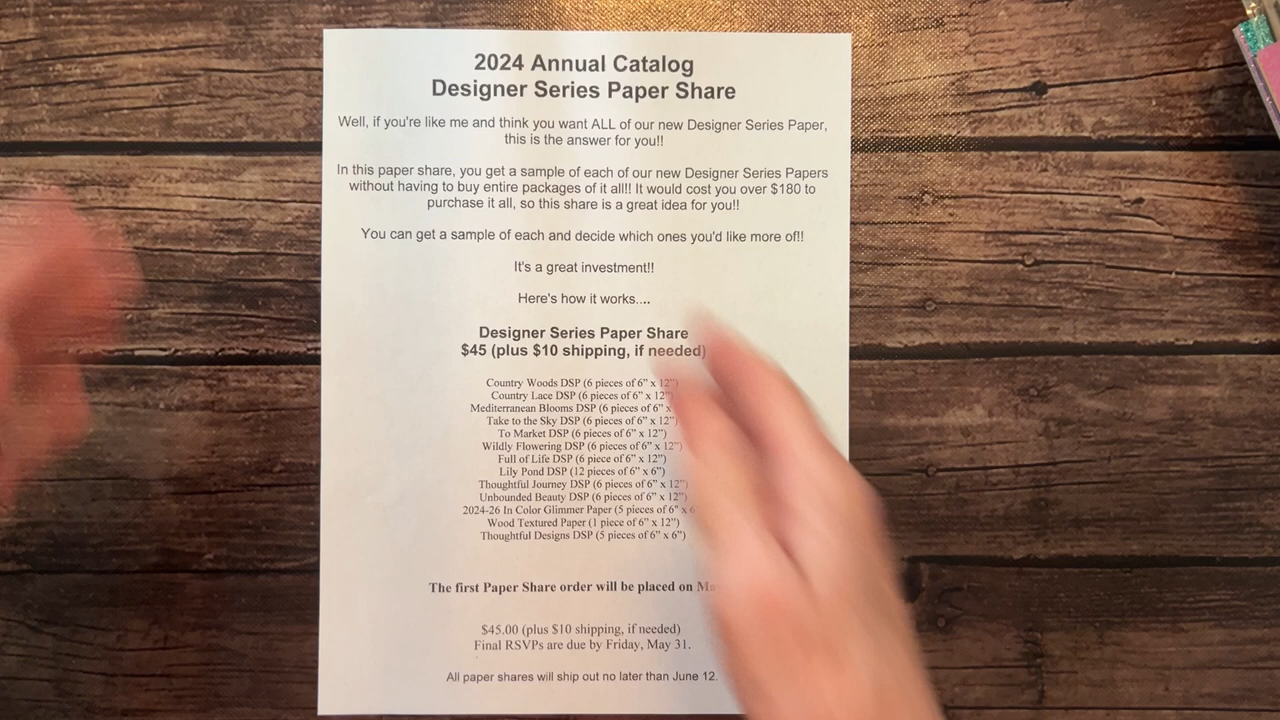 2024 Annual Catalog
Designer Series Paper Share
Well, if you're like me and think you want ALL of our new Designer Series Paper,
this is the answer for you!!
In this paper share, you get a sample of each of our new Designer Series Papers
without having to buy entire packages of it all!! It would cost you over $180 to
purchase it all, so this share is a great idea for you!!
You can get a sample of each and decide which ones you'd like more of!!
It's a great investment!!
Here's how it works....
Designer Series Paper Share
$45 (plus $10 shipping, if needed)
Country Woods DSP (6 pieces of 6" x 12")
Country Lace DSP (6 pieces of 6" x 12")
Mediterranean Blooms DSP (6 pieces of 6" x
Take to the Sky DSP (6 pieces of 6" x 12")
To Market DSP (6 pieces of 6" x 12")
Wildly Flowering DSP (6 pieces of 6" x 12")
Full of Life DSP (6 piece of 6" x 12")
Lily Pond DSP (12 pieces of 6" x 6")
Thoughtful Journey DSP (6 pieces of 6" x 12")
Unbounded Beauty DSP (6 pieces of 6" x 12")
2024-26 In Color Glimmer Paper (5 pieces of 6" x 6
Wood Textured Paper (1 piece of 6" x 12")
Thoughtful Designs DSP (5 pieces of 6" x 6")
The first Paper Share order will be placed on
$45.00 (plus $10 shipping, if needed)
Final RSVPs are due by Friday, May 31.
All paper shares will ship out no later than June 12.